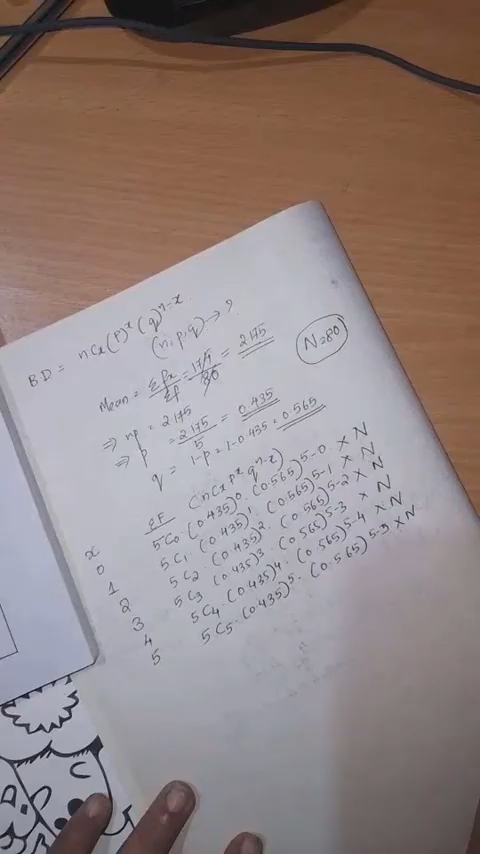 B.D = nCx (p)^x (q)^n-x
(n, p, q) → ?
Mean = Σfx/Σf = 174/80 = 2.175
N=80
⇒ np = 2.175
⇒ p = 2.175/5 = 0.435
q = 1-p = 1-0.435 = 0.565
x EF (nCx p^x q^n-x)
0 5C0 (0.435)^0. (0.565)^5-0. × N
1 5C1. (0.435)^1. (0.565)^5-1 × N
2 5C2. (0.435)^2. (0.565)^5-2 × N
3 5C3 (0.435)^3. (0.565)^5-3 × N
4 5C4. (0.435)^4. (0.565)^5-4 × N
5 5C5. (0.435)^5. (0.565)^5-5 × N